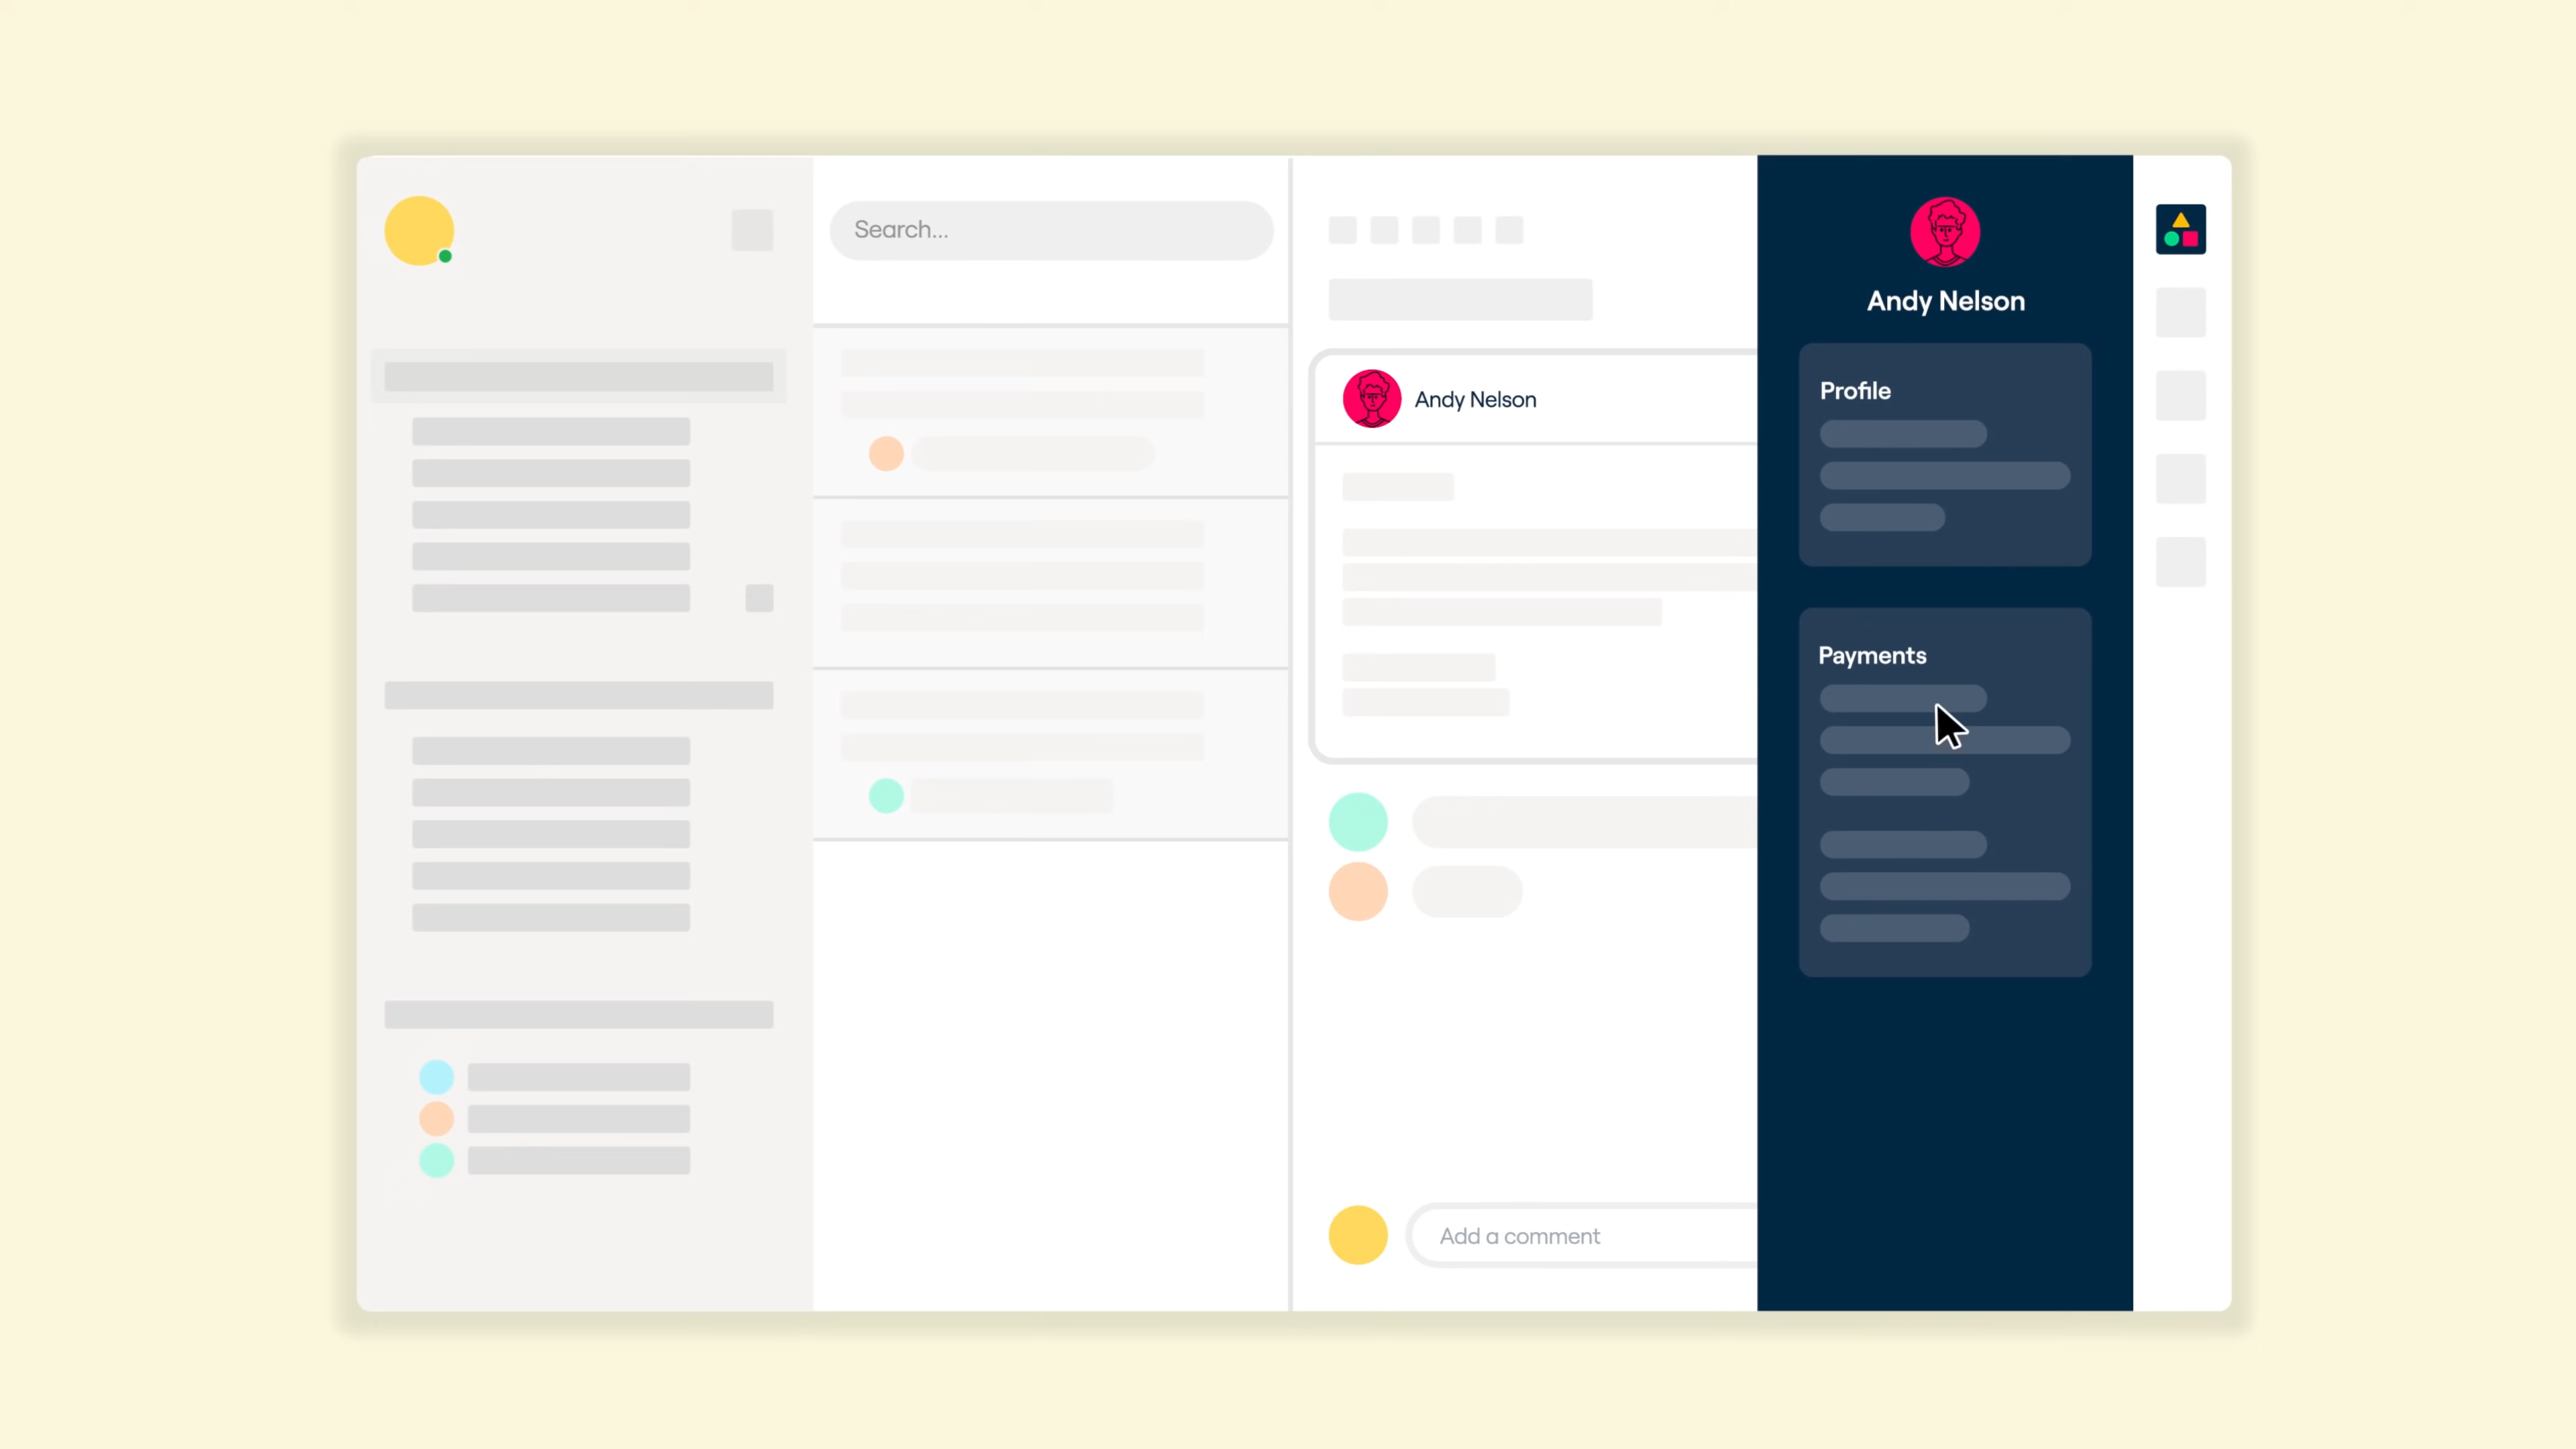 Search...
Andy Nelson
Add a comment
Andy Nelson
Profile
Payments